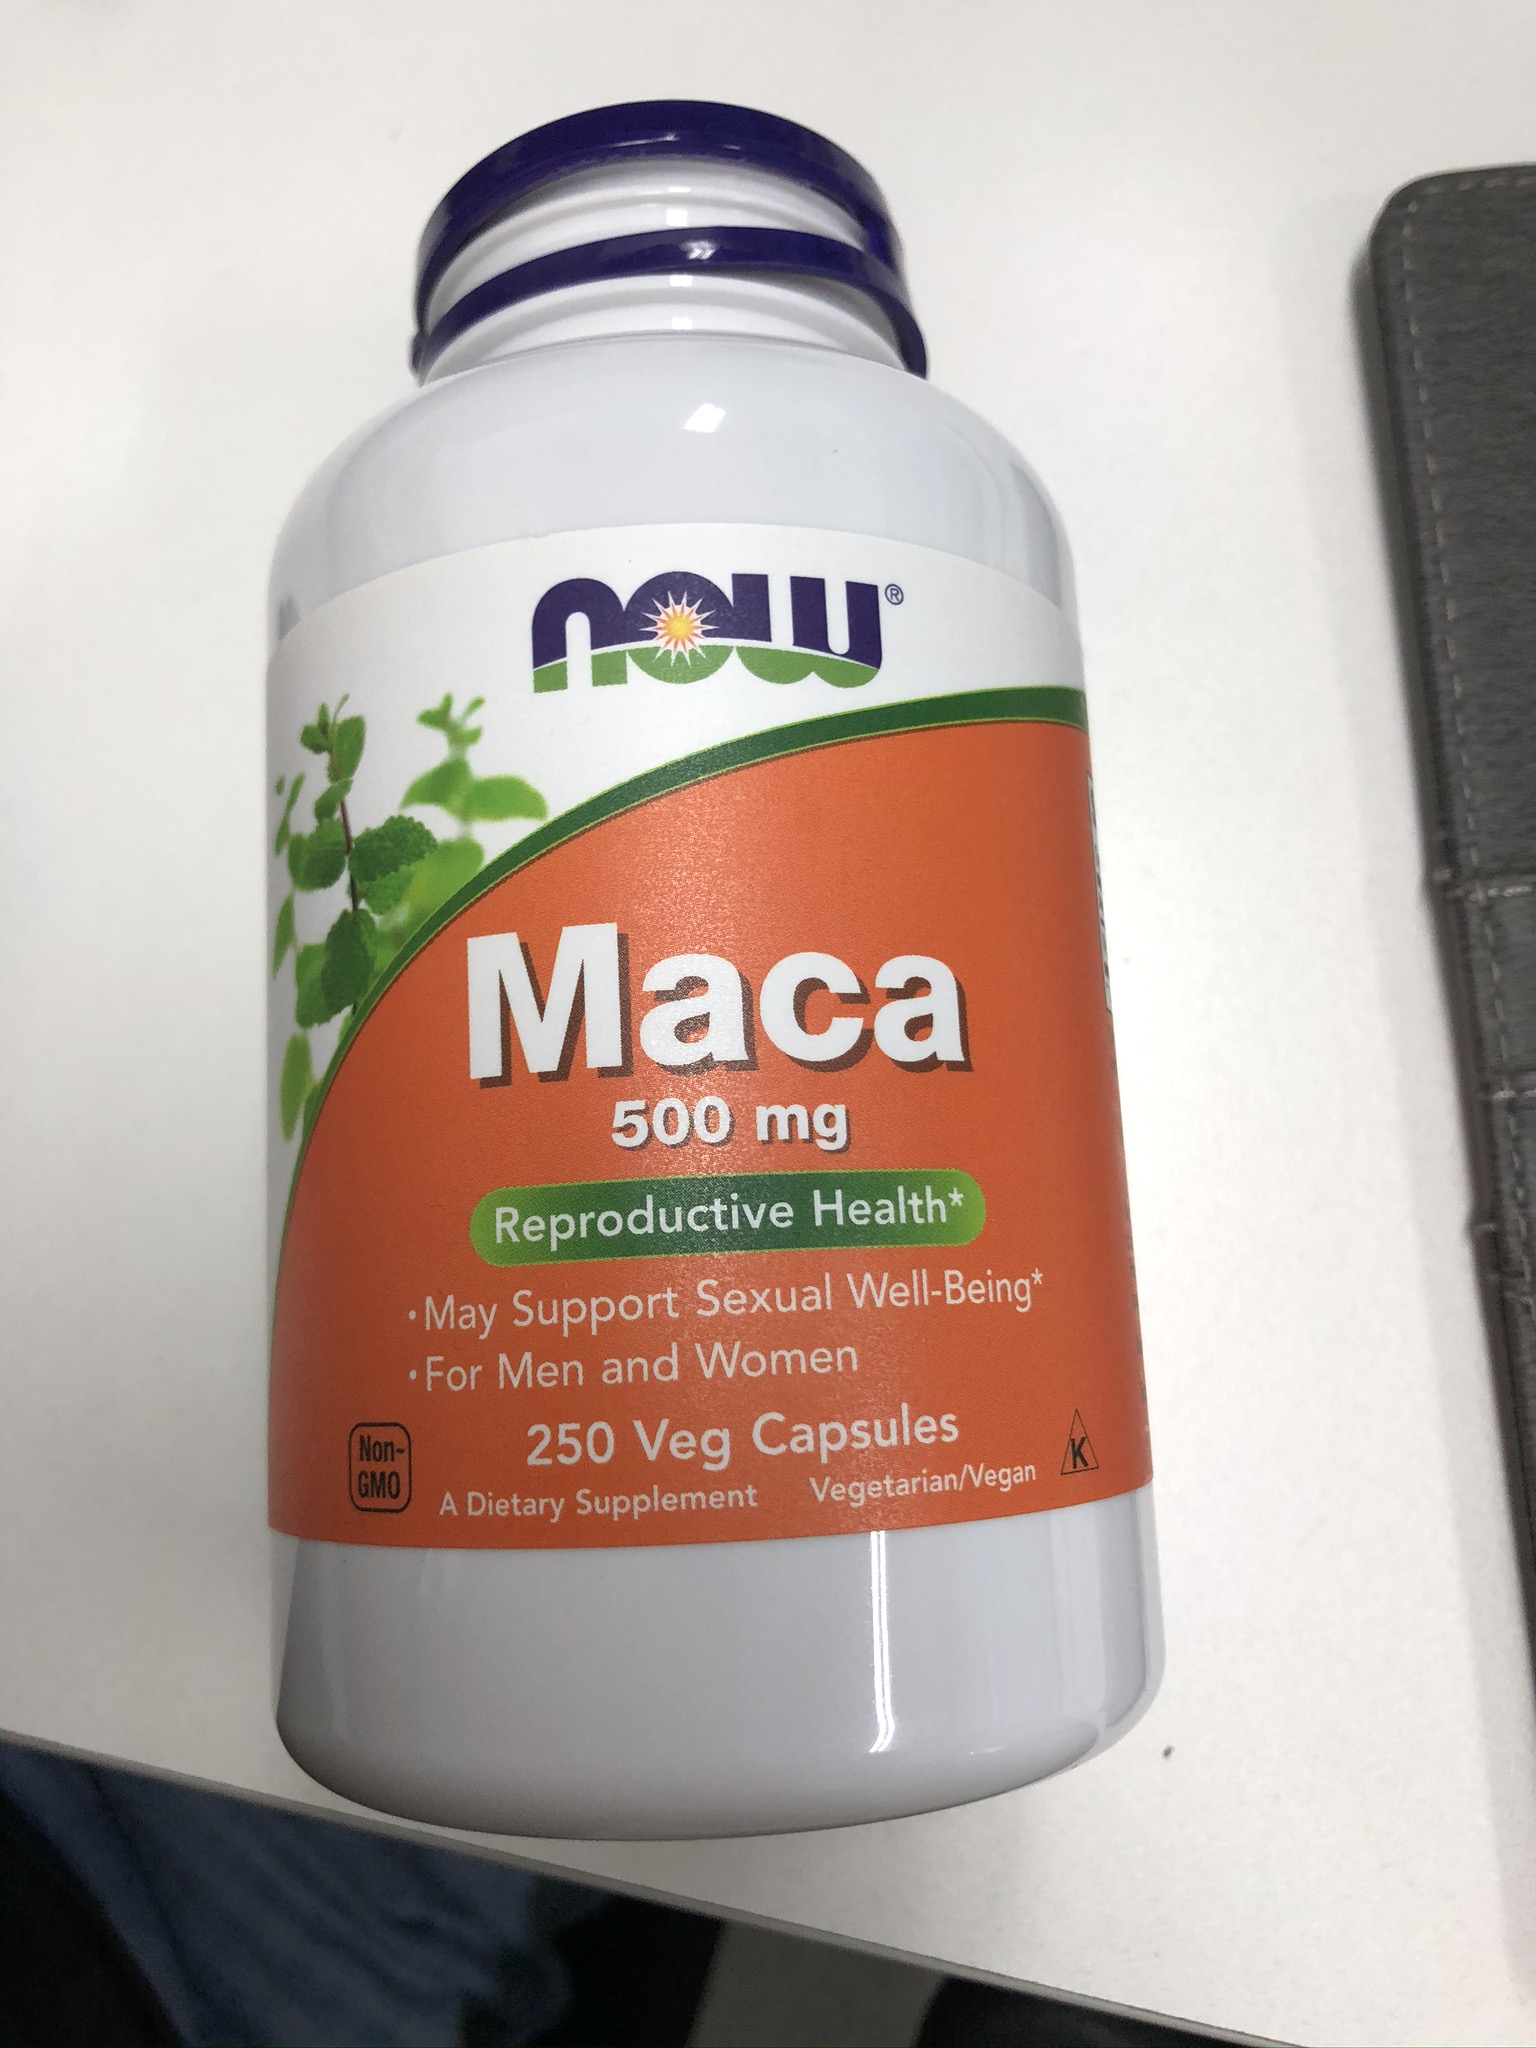 now®
Maca
500 mg
Reproductive Health*
•May Support Sexual Well-Being*
•For Men and Women
250 Veg Capsules
Non-
GMO
A Dietary Supplement
Vegetarian/Vegan
K